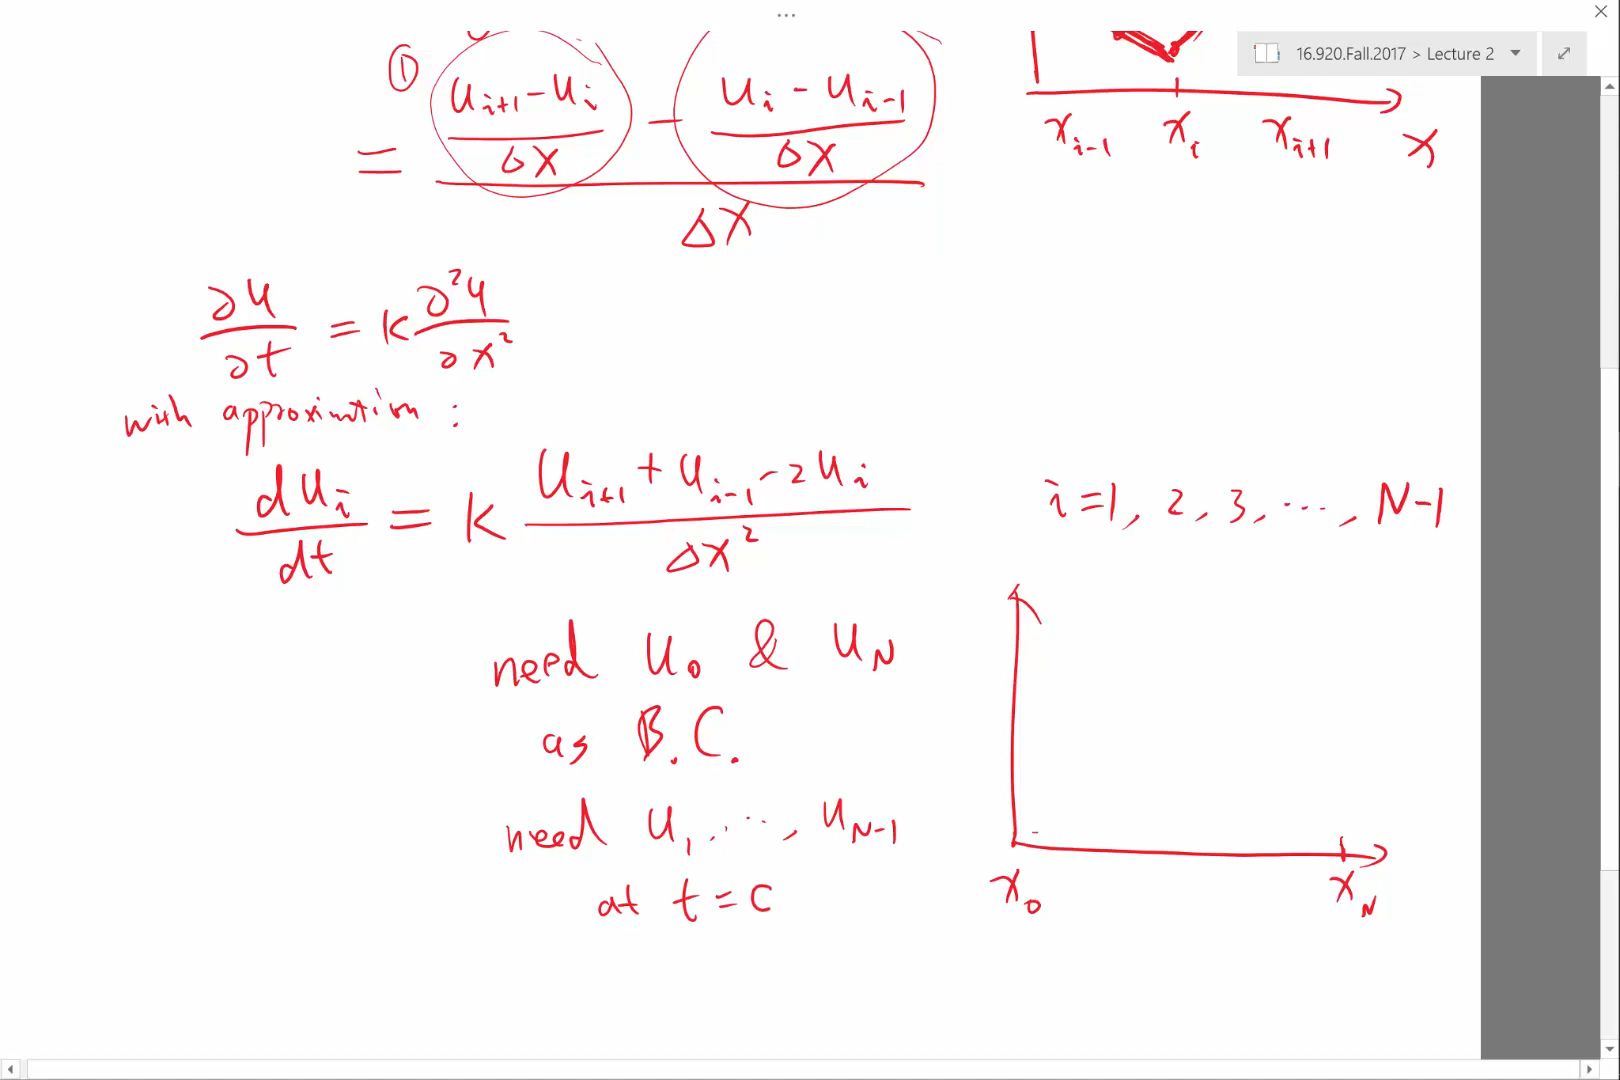 16.920.Fall.2017 > Lecture 2
①
= ((u_{i+1} - u_i)/Δx - (u_i - u_{i-1})/Δx)/Δx
x_{i-1} x_i x_{i+1} x
∂u/∂t = k ∂²u/∂x²
with approximtion :
du_i/dt = k (u_{i+1} + u_{i-1} - 2u_i)/Δx² i = 1, 2, 3, ..., N-1
need u_0 & u_N
as B.C.
need u_1, ..., u_{N-1}
at t = C
x_0 x_N